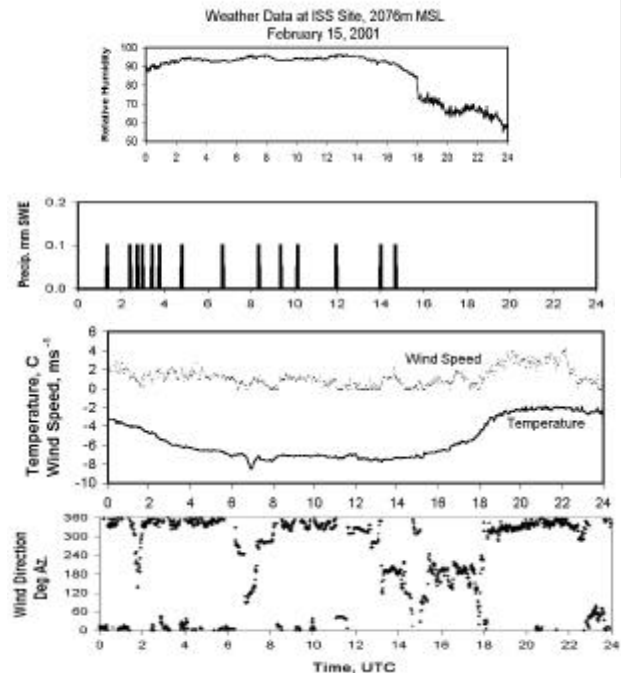 Weather Data at ISS Site, 2076m MSL
February 15, 2001
Relative Humidity
100
90
80
70
60
50
0 2 4 6 8 10 12 14 16 18 20 22 24
Precip. mm SWE
0.2
0.1
0.0
0 2 4 6 8 10 12 14 16 18 20 22 24
Temperature, C
Wind Speed, ms-1
6
4
2
0
-2
-4
-6
-8
-10
Wind Speed
Temperature
0 2 4 6 8 10 12 14 16 18 20 22 24
Wind Direction
Deg Az.
360
300
240
180
120
60
0
0 2 4 6 8 10 12 14 16 18 20 22 24
Time, UTC